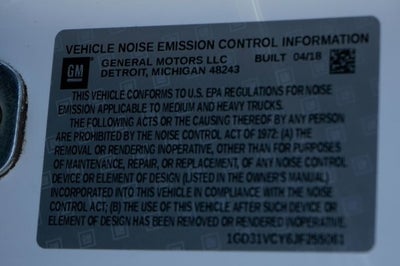 VEHICLE NOISE EMISSION CONTROL INFORMATION
GM GENERAL MOTORS LLC BUILT 04/18
DETROIT, MICHIGAN 48243
THIS VEHICLE CONFORMS TO U.S. EPA REGULATIONS FOR NOISE
EMISSION APPLICABLE TO MEDIUM AND HEAVY TRUCKS.
THE FOLLOWING ACTS OR THE CAUSING THEREOF BY ANY PERSON
ARE PROHIBITED BY THE NOISE CONTROL ACT OF 1972: (A) THE
REMOVAL OR RENDERING INOPERATIVE, OTHER THAN FOR PURPOSES
OF MAINTENANCE, REPAIR, OR REPLACEMENT, OF ANY NOISE CONTROL
DEVICE OR ELEMENT OF DESIGN (LISTED IN THE OWNER'S MANUAL)
INCORPORATED INTO THIS VEHICLE IN COMPLIANCE WITH THE NOISE
CONTROL ACT; (B) THE USE OF THIS VEHICLE AFTER SUCH DEVICE OR
ELEMENT OF DESIGN HAS BEEN REMOVED OR RENDERED INOPERATIVE.
1GD31VCY6JF255061